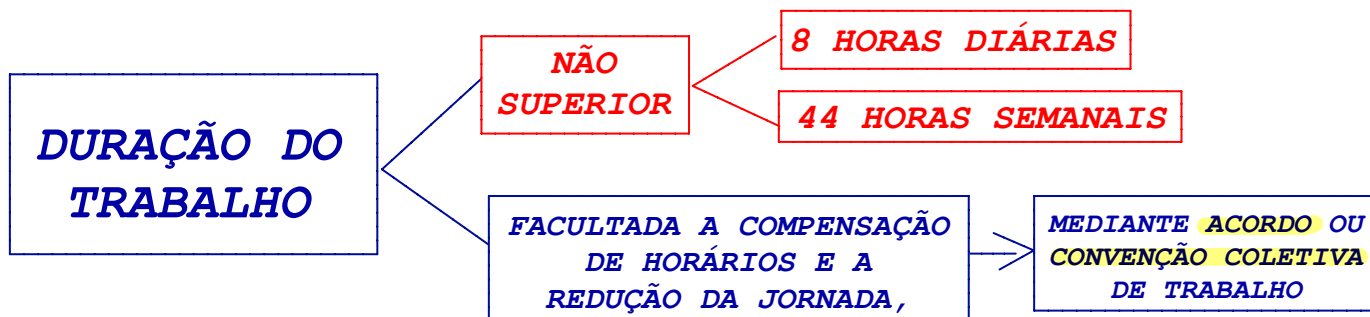 DURAÇÃO DO
TRABALHO
NÃO
SUPERIOR
8 HORAS DIÁRIAS
44 HORAS SEMANAIS
FACULTADA A COMPENSAÇÃO
DE HORÁRIOS E A
REDUÇÃO DA JORNADA,
MEDIANTE ACORDO OU
CONVENÇÃO COLETIVA
DE TRABALHO